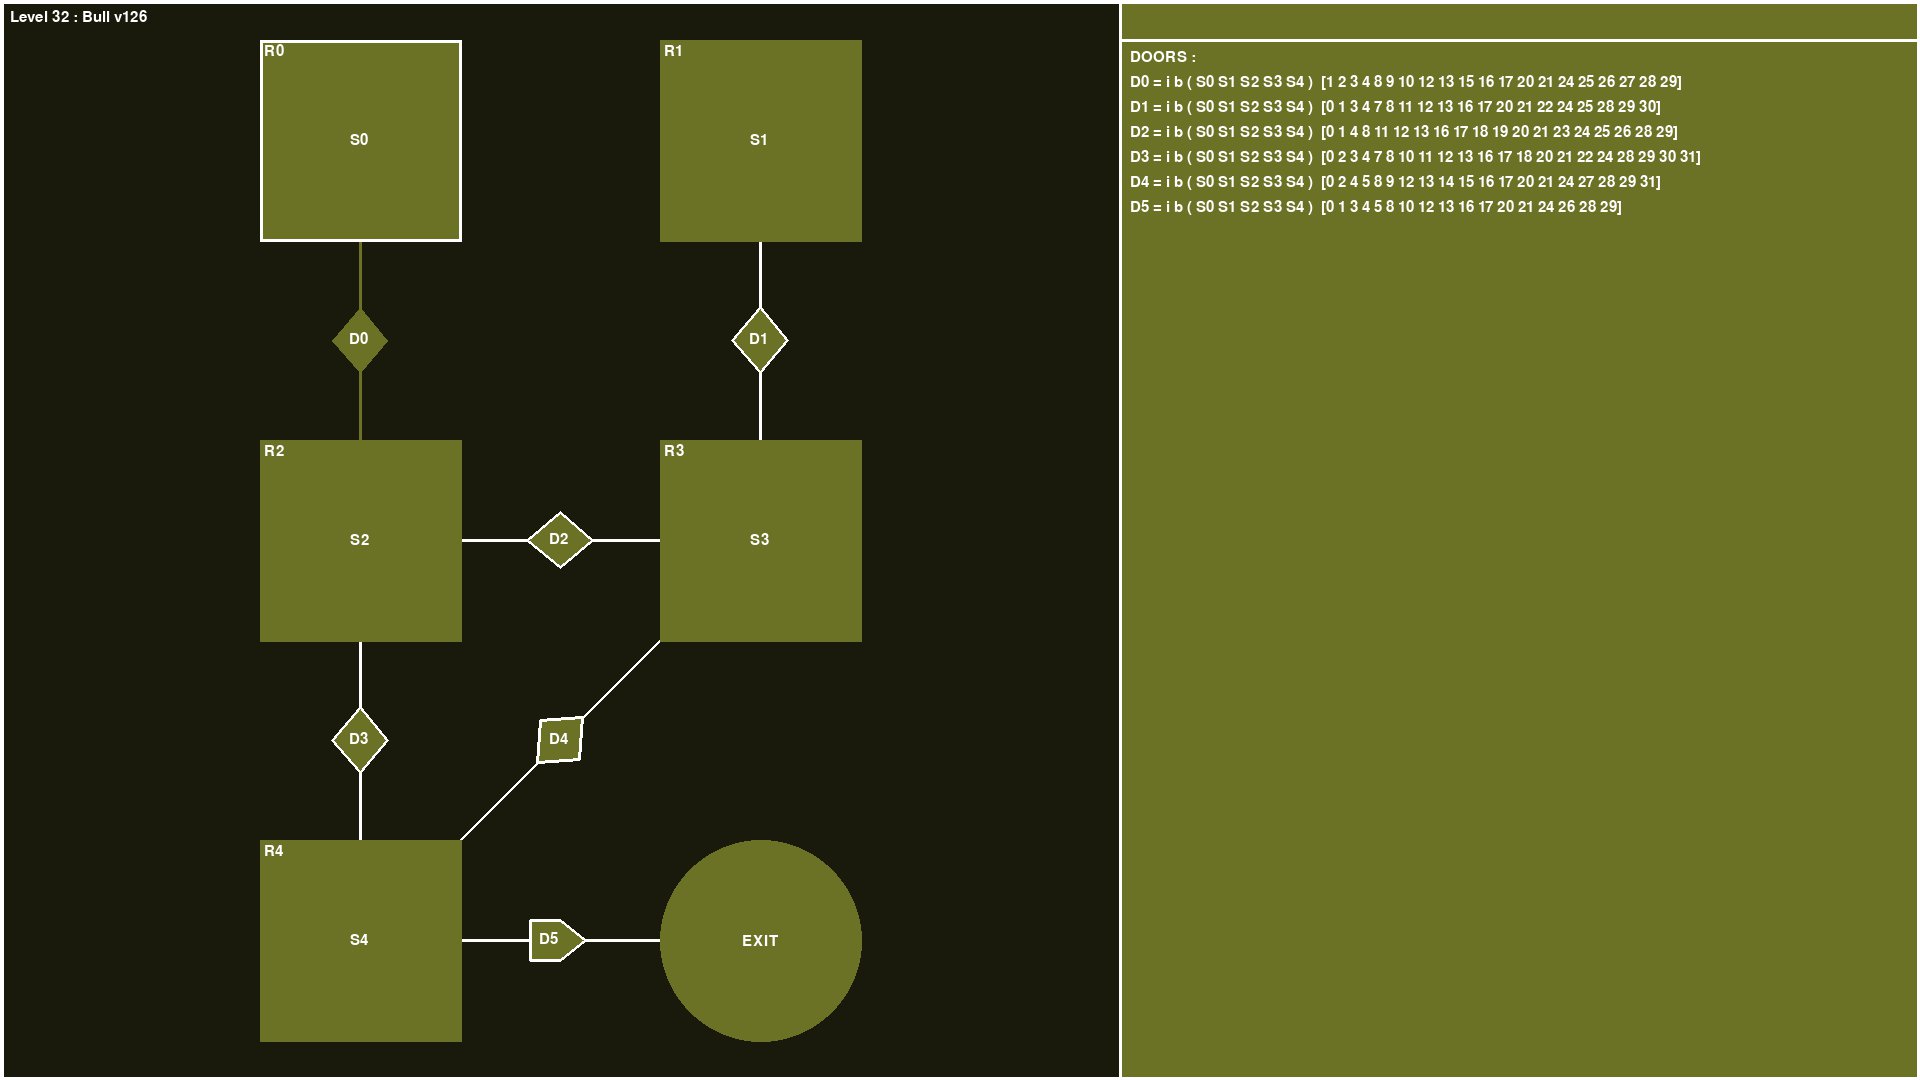 Level 32 : Bull v126
R0
R1
S0
S1
D0
D1
R2
R3
S2
D2
S3
D3
D4
R4
S4
D5
EXIT
DOORS :
D0 = i b ( S0 S1 S2 S3 S4 ) [1 2 3 4 8 9 10 12 13 15 16 17 20 21 24 25 26 27 28 29]
D1 = i b ( S0 S1 S2 S3 S4 ) [0 1 3 4 7 8 11 12 13 16 17 20 21 22 24 25 28 29 30]
D2 = i b ( S0 S1 S2 S3 S4 ) [0 1 4 8 11 12 13 16 17 18 19 20 21 23 24 25 26 28 29]
D3 = i b ( S0 S1 S2 S3 S4 ) [0 2 3 4 7 8 10 11 12 13 16 17 18 20 21 22 24 28 29 30 31]
D4 = i b ( S0 S1 S2 S3 S4 ) [0 2 4 5 8 9 12 13 14 15 16 17 20 21 24 27 28 29 31]
D5 = i b ( S0 S1 S2 S3 S4 ) [0 1 3 4 5 8 10 12 13 16 17 20 21 24 26 28 29]